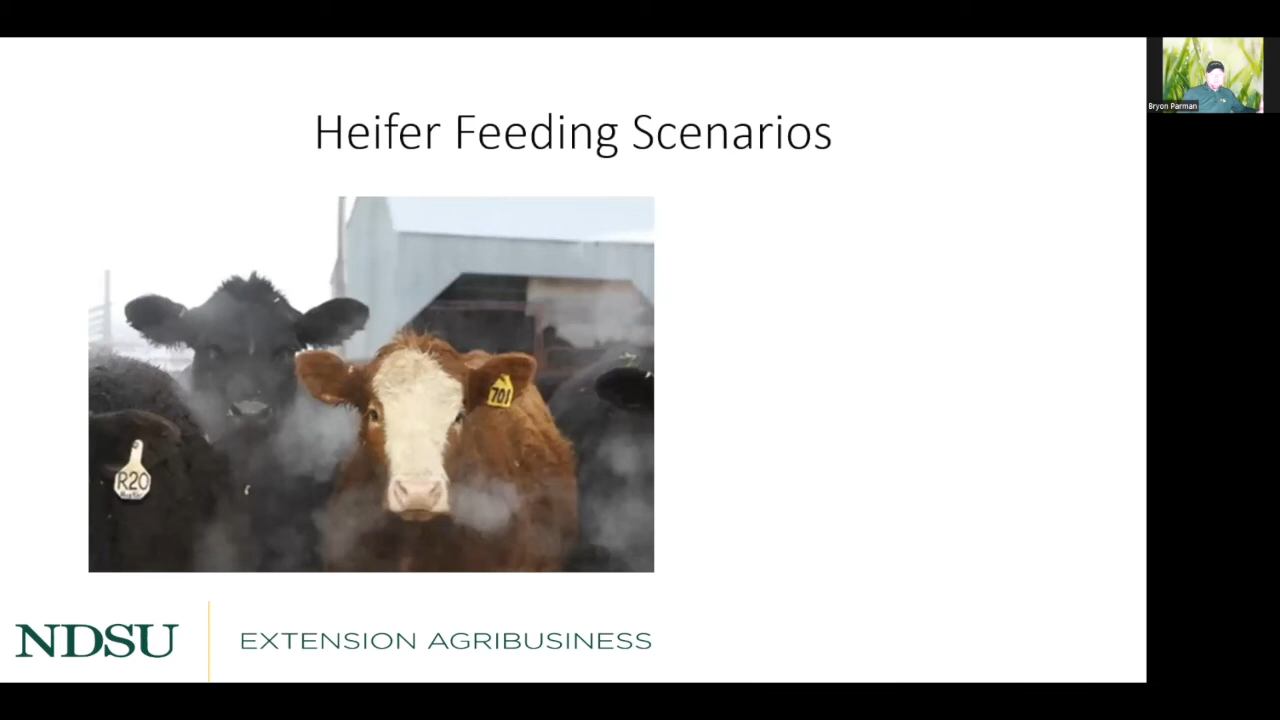 Heifer Feeding Scenarios
Bryon Parman
701
R20
NDSU
EXTENSION AGRIBUSINESS